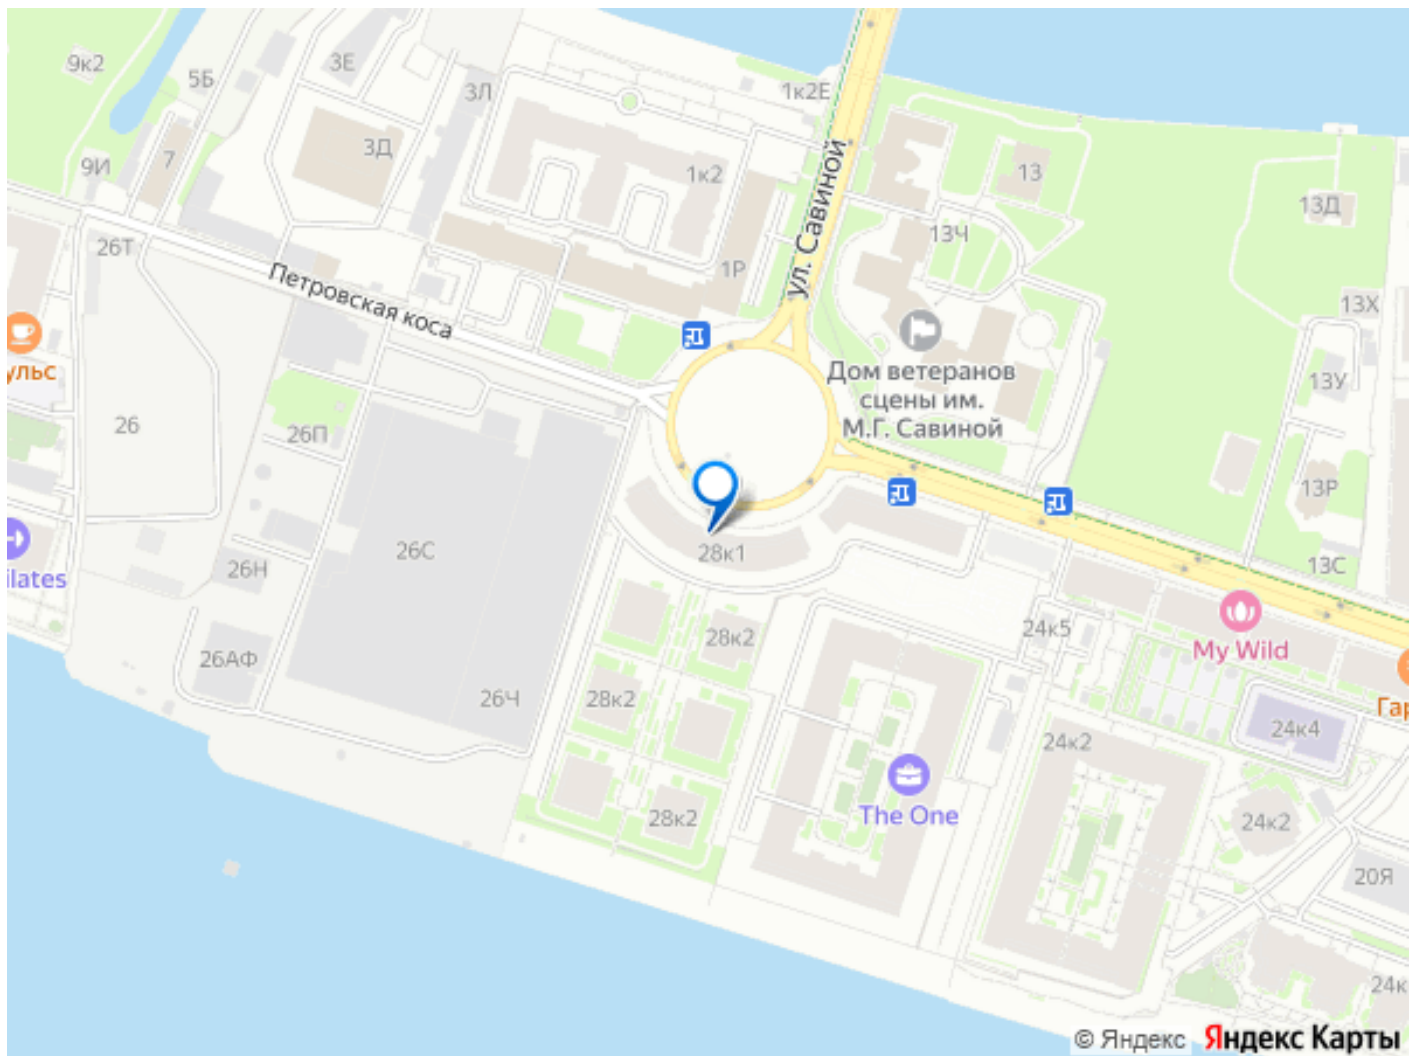 9к2
5Б
3Е
3Л
1к2Е
9И
7
3Д
1к2
ул. Савиной
13
13Д
26Т
1Р
13Ч
13Х
Петровская коса
Дом ветеранов
сцены им.
М.Г. Савиной
13У
26
26П
13Р
26С
28к1
26Н
13С
24к5
My Wild
26АФ
28к2
28к2
26Ч
24к2
24к4
The One
28к2
24к2
20Я
© Яндекс
Яндекс Карты